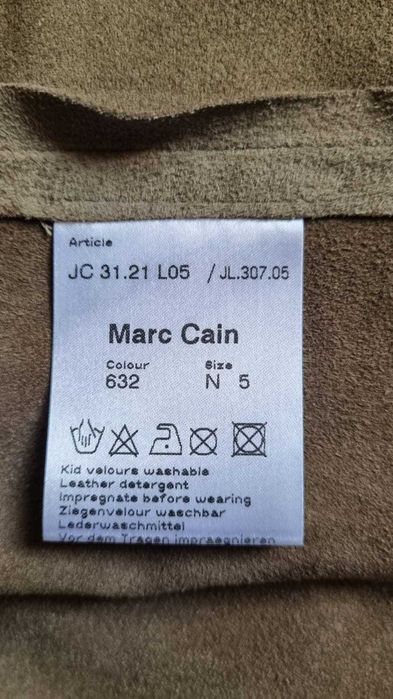 Article
JC 31.21 L05 / JL.307.05
Marc Cain
Colour Size
632 N 5
Kid velours washable
Leather detergent
Impregnate before wearing
Ziegenvelour waschbar
Lederwaschmittel
Vor dem Tragen impraegnieren